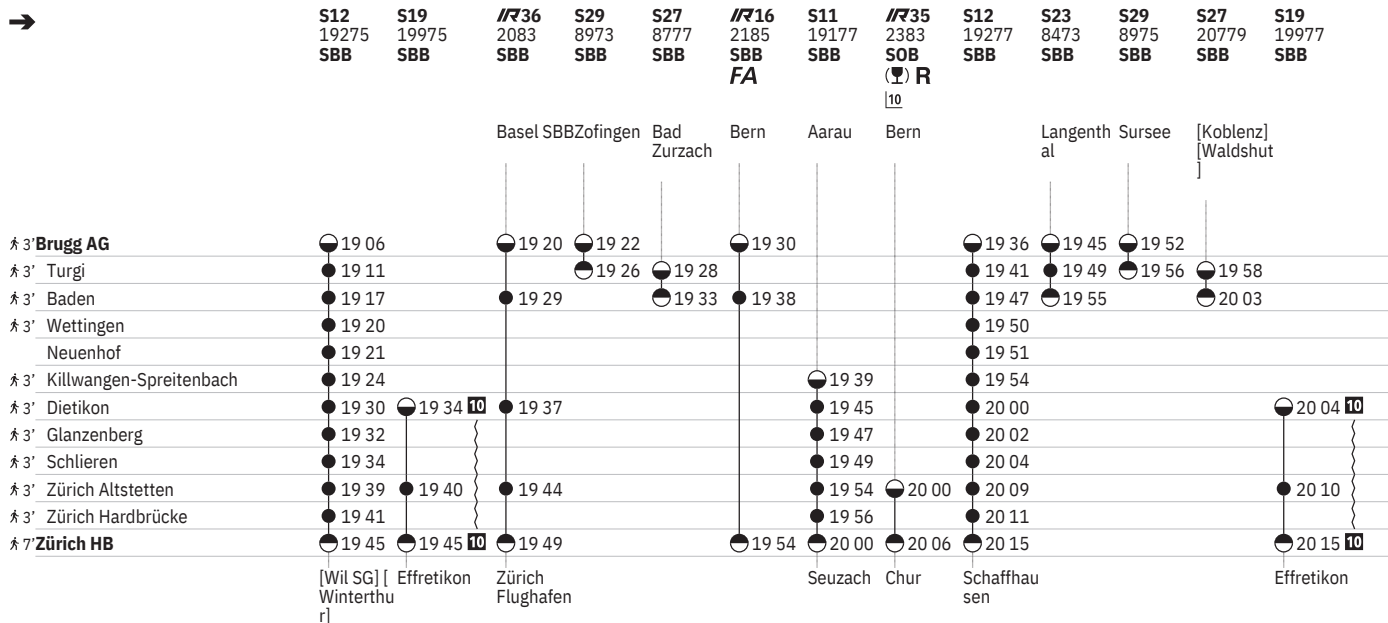 S12 S19 IR36 S29 S27 IR16 S11 IR35 S12 S23 S29 S27 S19
19275 19975 2083 8973 8777 2185 19177 2383 19277 8473 8975 20779 19977
SBB SBB SBB SBB SBB SBB SBB SOB SBB SBB SBB SBB SBB
FA R
10
Basel SBB Zofingen Bad Bern Aarau Bern Langenth Sursee [Koblenz]
Zurzach al [Waldshut
]
3' Brugg AG 19 06 19 20 19 22 19 30 19 36 19 45 19 52
3' Turgi 19 11 19 26 19 28 19 41 19 49 19 56 19 58
3' Baden 19 17 19 29 19 33 19 38 19 47 19 55 20 03
3' Wettingen 19 20 19 50
Neuenhof 19 21 19 51
3' Killwangen-Spreitenbach 19 24 19 39 19 54
3' Dietikon 19 30 19 34 10 19 37 19 45 20 00 20 04 10
3' Glanzenberg 19 32 19 47 20 02
3' Schlieren 19 34 19 49 20 04
3' Zürich Altstetten 19 39 19 40 19 44 19 54 20 00 20 09 20 10
3' Zürich Hardbrücke 19 41 19 56 20 11
7' Zürich HB 19 45 19 45 10 19 49 19 54 20 00 20 06 20 15 20 15 10
[Wil SG] [ Effretikon Zürich Seuzach Chur Schaffhau Effretikon
Winterthu Flughafen sen
r]